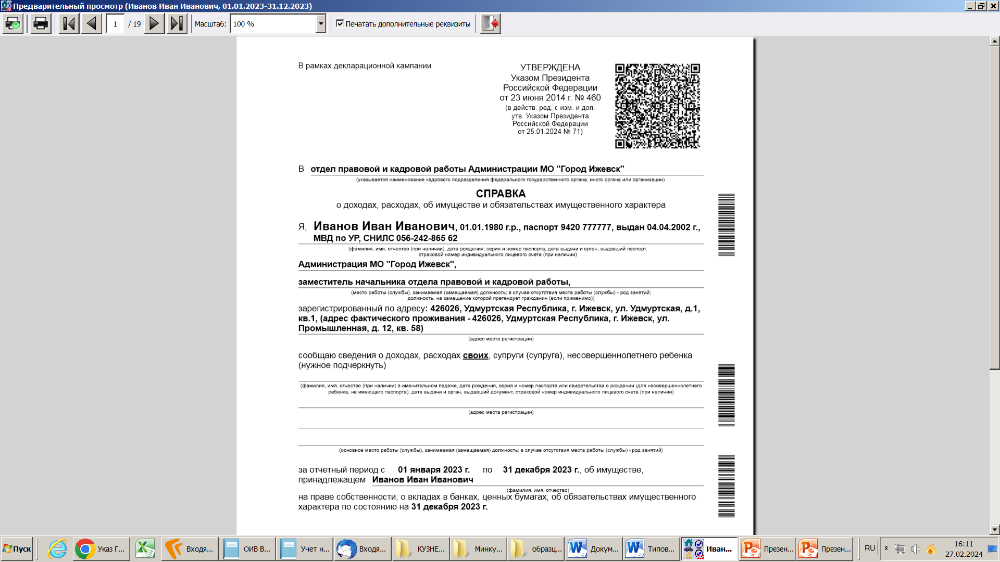 Предварительный просмотр (Иванов Иван Иванович, 01.01.2023-31.12.2023)
1 / 19 Масштаб: 100 % Печатать дополнительные реквизиты
В рамках декларационной кампании
УТВЕРЖДЕНА
Указом Президента
Российской Федерации
от 23 июня 2014 г. № 460
(в действ. ред. с изм. и доп.
утв. Указом Президента
Российской Федерации
от 25.01.2024 № 71)
В отдел правовой и кадровой работы Администрации МО "Город Ижевск"
(указывается наименование кадрового подразделения федерального государственного органа, иного органа или организации)
СПРАВКА
о доходах, расходах, об имуществе и обязательствах имущественного характера
Я, Иванов Иван Иванович, 01.01.1980 г.р., паспорт 9420 777777, выдан 04.04.2002 г.,
МВД по УР, СНИЛС 056-242-865 62
(фамилия, имя, отчество (при наличии), дата рождения, серия и номер паспорта, дата выдачи и орган, выдавший паспорт,
страховой номер индивидуального лицевого счета (при наличии)
Администрация МО "Город Ижевск",
заместитель начальника отдела правовой и кадровой работы,
(место работы (службы), занимаемая (замещаемая) должность; в случае отсутствия места работы (службы) - род занятий;
должность, на замещение которой претендует гражданин (если применимо))
зарегистрированный по адресу: 426026, Удмуртская Республика, г. Ижевск, ул. Удмуртская, д.1,
кв.1, (адрес фактического проживания - 426026, Удмуртская Республика, г. Ижевск, ул.
Промышленная, д. 12, кв. 58)
(адрес места регистрации)
сообщаю сведения о доходах, расходах своих, супруги (супруга), несовершеннолетнего ребенка
(нужное подчеркнуть)
(фамилия, имя, отчество (при наличии) в именительном падеже, дата рождения, серия и номер паспорта или свидетельства о рождении (для несовершеннолетнего
ребенка, не имеющего паспорта), дата выдачи и орган, выдавший документ, страховой номер индивидуального лицевого счета (при наличии)
(адрес места регистрации)
(основное место работы (службы), занимаемая (замещаемая) должность; в случае отсутствия места работы (службы) - род занятий)
за отчетный период с 01 января 2023 г. по 31 декабря 2023 г., об имуществе,
принадлежащем Иванов Иван Иванович
(фамилия, имя, отчество)
на праве собственности, о вкладах в банках, ценных бумагах, об обязательствах имущественного
характера по состоянию на 31 декабря 2023 г.
Пуск Указ Г... Входя... ОИВ В... Учет н... Входя... КУЗНЕ... Минку... образц... Докум... Типов... Иван... Презен... Презен... RU 16:11
27.02.2024